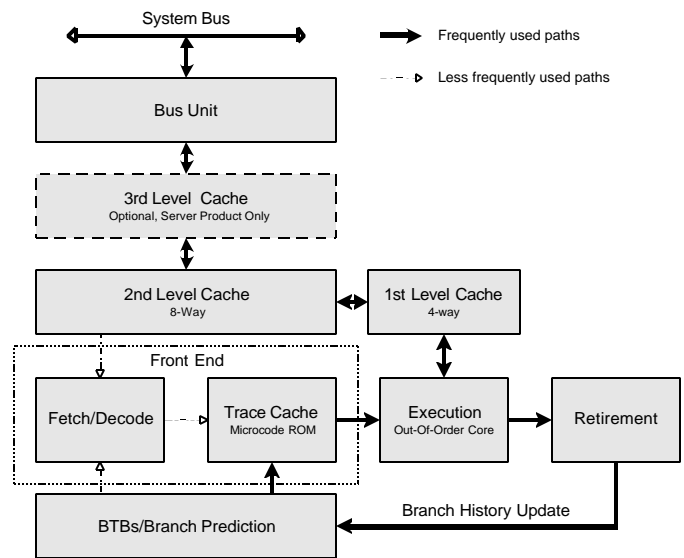 System Bus
Frequently used paths
Less frequently used paths
Bus Unit
3rd Level Cache
Optional, Server Product Only
2nd Level Cache
8-Way
1st Level Cache
4-way
Front End
Fetch/Decode
Trace Cache
Microcode ROM
Execution
Out-Of-Order Core
Retirement
BTBs/Branch Prediction
Branch History Update